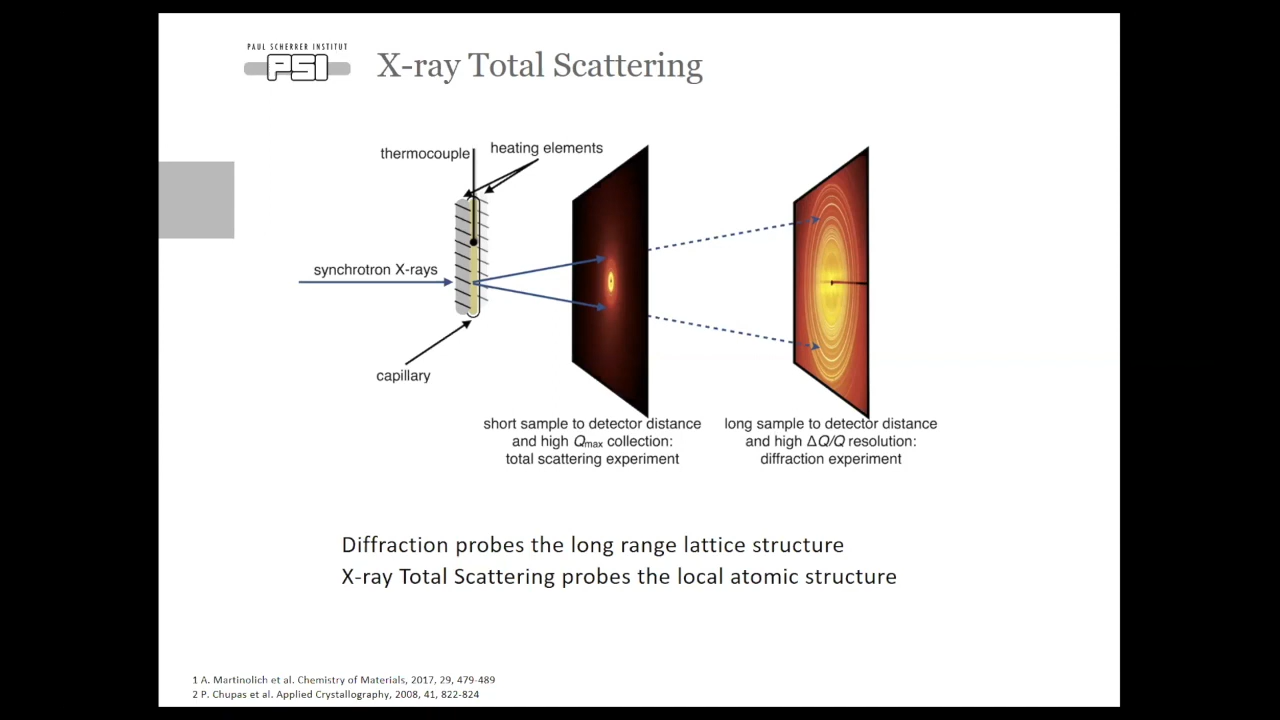 PAUL SCHERRER INSTITUT
PSI
X-ray Total Scattering
thermocouple
heating elements
synchrotron X-rays
capillary
short sample to detector distance
and high Qmax collection:
total scattering experiment
long sample to detector distance
and high ΔQ/Q resolution:
diffraction experiment
Diffraction probes the long range lattice structure
X-ray Total Scattering probes the local atomic structure
1 A. Martinolich et al. Chemistry of Materials, 2017, 29, 479-489
2 P. Chupas et al. Applied Crystallography, 2008, 41, 822-824